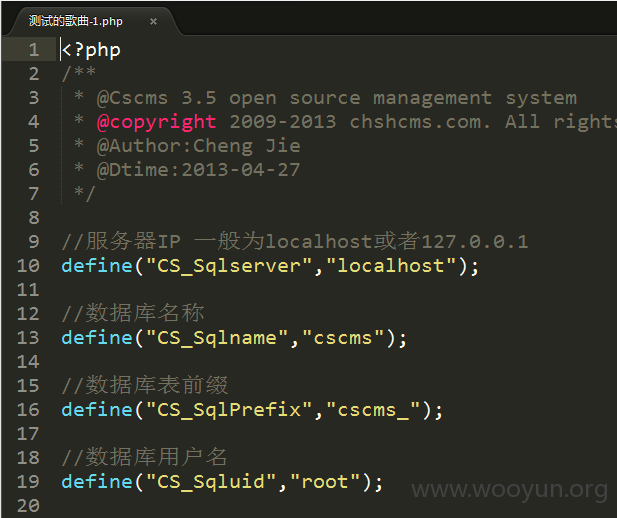 测试的歌曲-1.php ×
1 <?php
2 /**
3 * @Cscms 3.5 open source management system
4 * @copyright 2009-2013 chshcms.com. All rights
5 * @Author:Cheng Jie
6 * @Dtime:2013-04-27
7 */
8
9 //服务器IP 一般为localhost或者127.0.0.1
10 define("CS_Sqlserver","localhost");
11
12 //数据库名称
13 define("CS_Sqlname","cscms");
14
15 //数据库表前缀
16 define("CS_SqlPrefix","cscms_");
17
18 //数据库用户名
19 define("CS_Sqluid","root");
20
www.wooyun.org